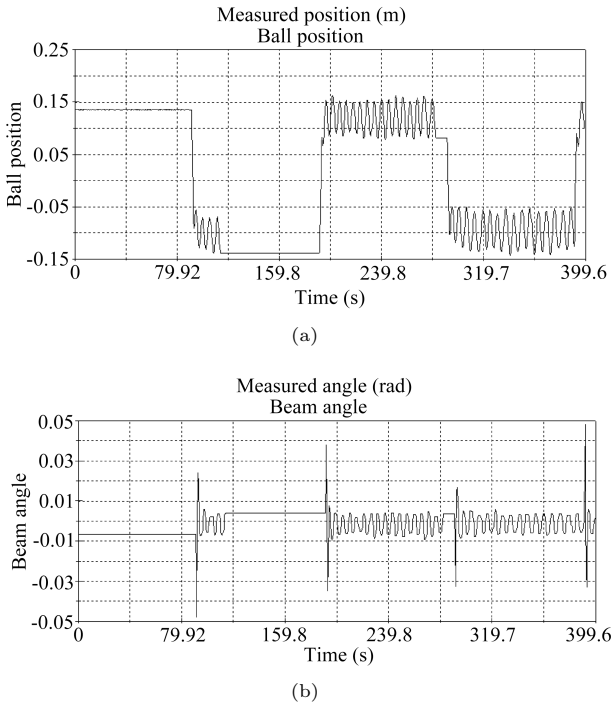 Measured position (m)
Ball position
0.25
0.15
0.05
-0.05
-0.15
Ball position
0 79.92 159.8 239.8 319.7 399.6
Time (s)
(a)
Measured angle (rad)
Beam angle
0.05
0.03
0.01
-0.01
-0.03
-0.05
Beam angle
0 79.92 159.8 239.8 319.7 399.6
Time (s)
(b)